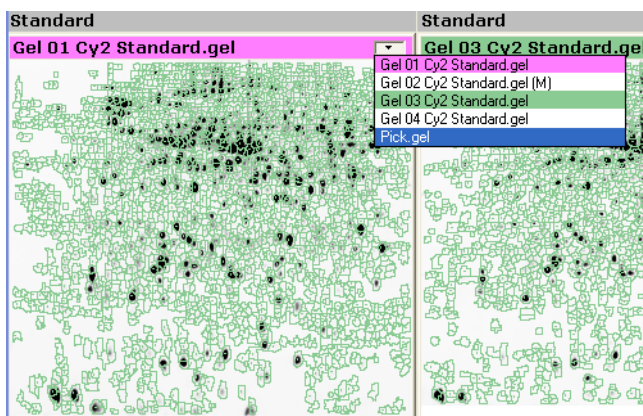 Standard
Standard
Gel 01 Cy2 Standard.gel
Gel 03 Cy2 Standard.ge
Gel 01 Cy2 Standard.gel
Gel 02 Cy2 Standard.gel (M)
Gel 03 Cy2 Standard.gel
Gel 04 Cy2 Standard.gel
Pick.gel